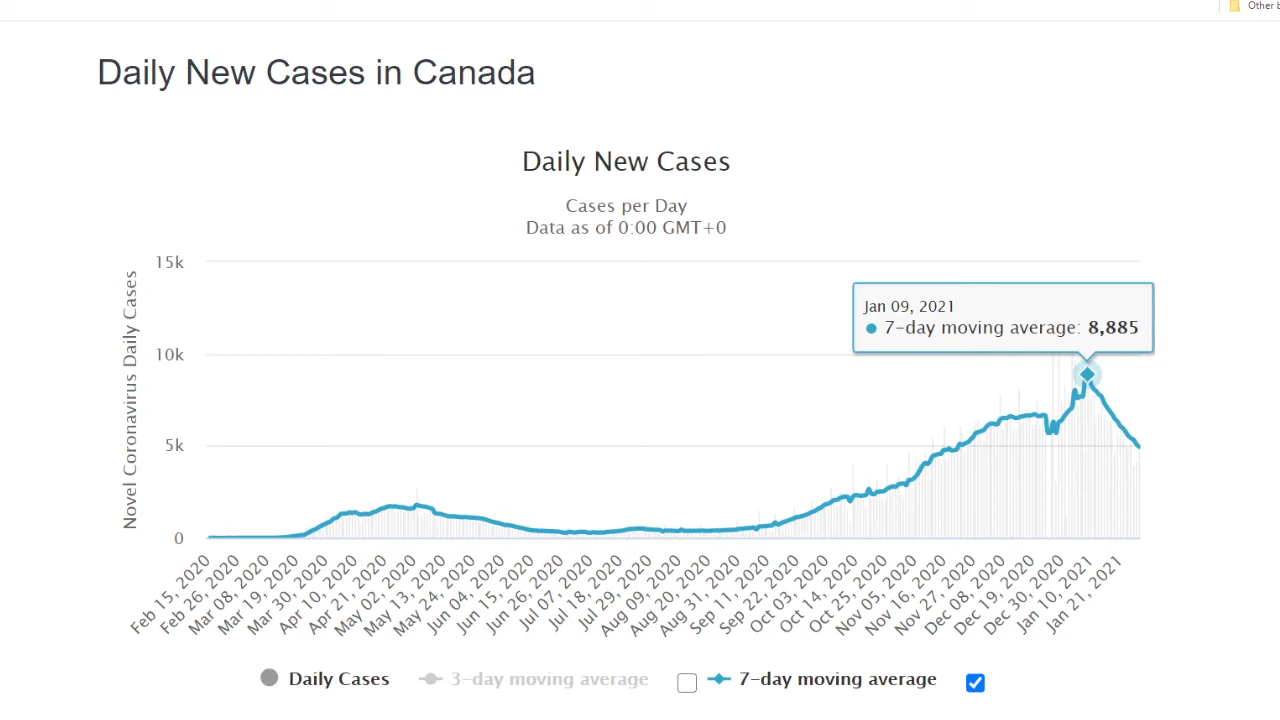 Other b
Daily New Cases in Canada
Daily New Cases
Cases per Day
Data as of 0:00 GMT+0
Novel Coronavirus Daily Cases
15k
10k
5k
0
Jan 09, 2021
7-day moving average: 8,885
Feb 15, 2020
Feb 26, 2020
Mar 08, 2020
Mar 19, 2020
Mar 30, 2020
Apr 10, 2020
Apr 21, 2020
May 02, 2020
May 13, 2020
May 24, 2020
Jun 04, 2020
Jun 15, 2020
Jun 26, 2020
Jul 07, 2020
Jul 18, 2020
Jul 29, 2020
Aug 09, 2020
Aug 20, 2020
Aug 31, 2020
Sep 11, 2020
Sep 22, 2020
Oct 03, 2020
Oct 14, 2020
Oct 25, 2020
Nov 05, 2020
Nov 16, 2020
Nov 27, 2020
Dec 08, 2020
Dec 19, 2020
Dec 30, 2020
Jan 10, 2021
Jan 21, 2021
Daily Cases
3-day moving average
7-day moving average